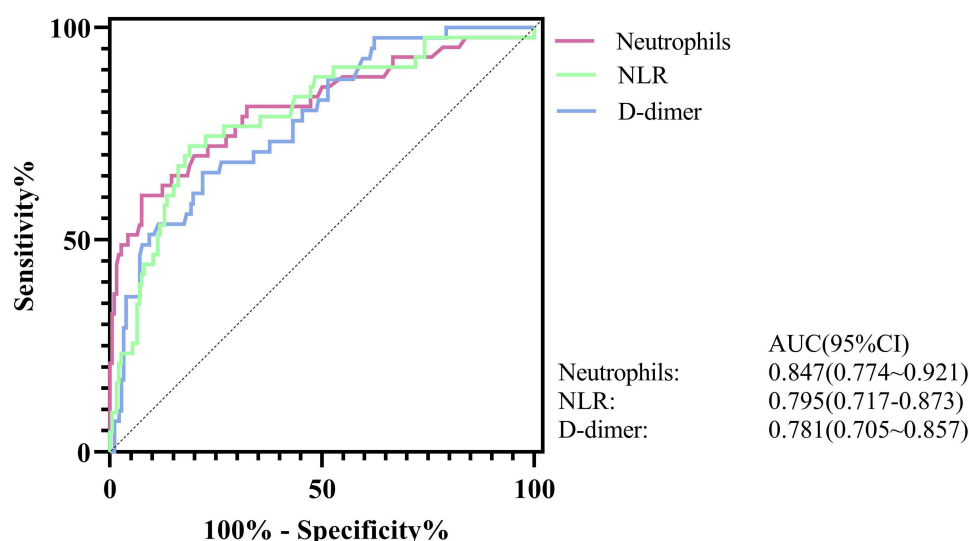 100
50
0
Sensitivity%
0
50
100
100% - Specificity%
Neutrophils
NLR
D-dimer
AUC(95%CI)
Neutrophils: 0.847(0.774~0.921)
NLR: 0.795(0.717-0.873)
D-dimer: 0.781(0.705~0.857)